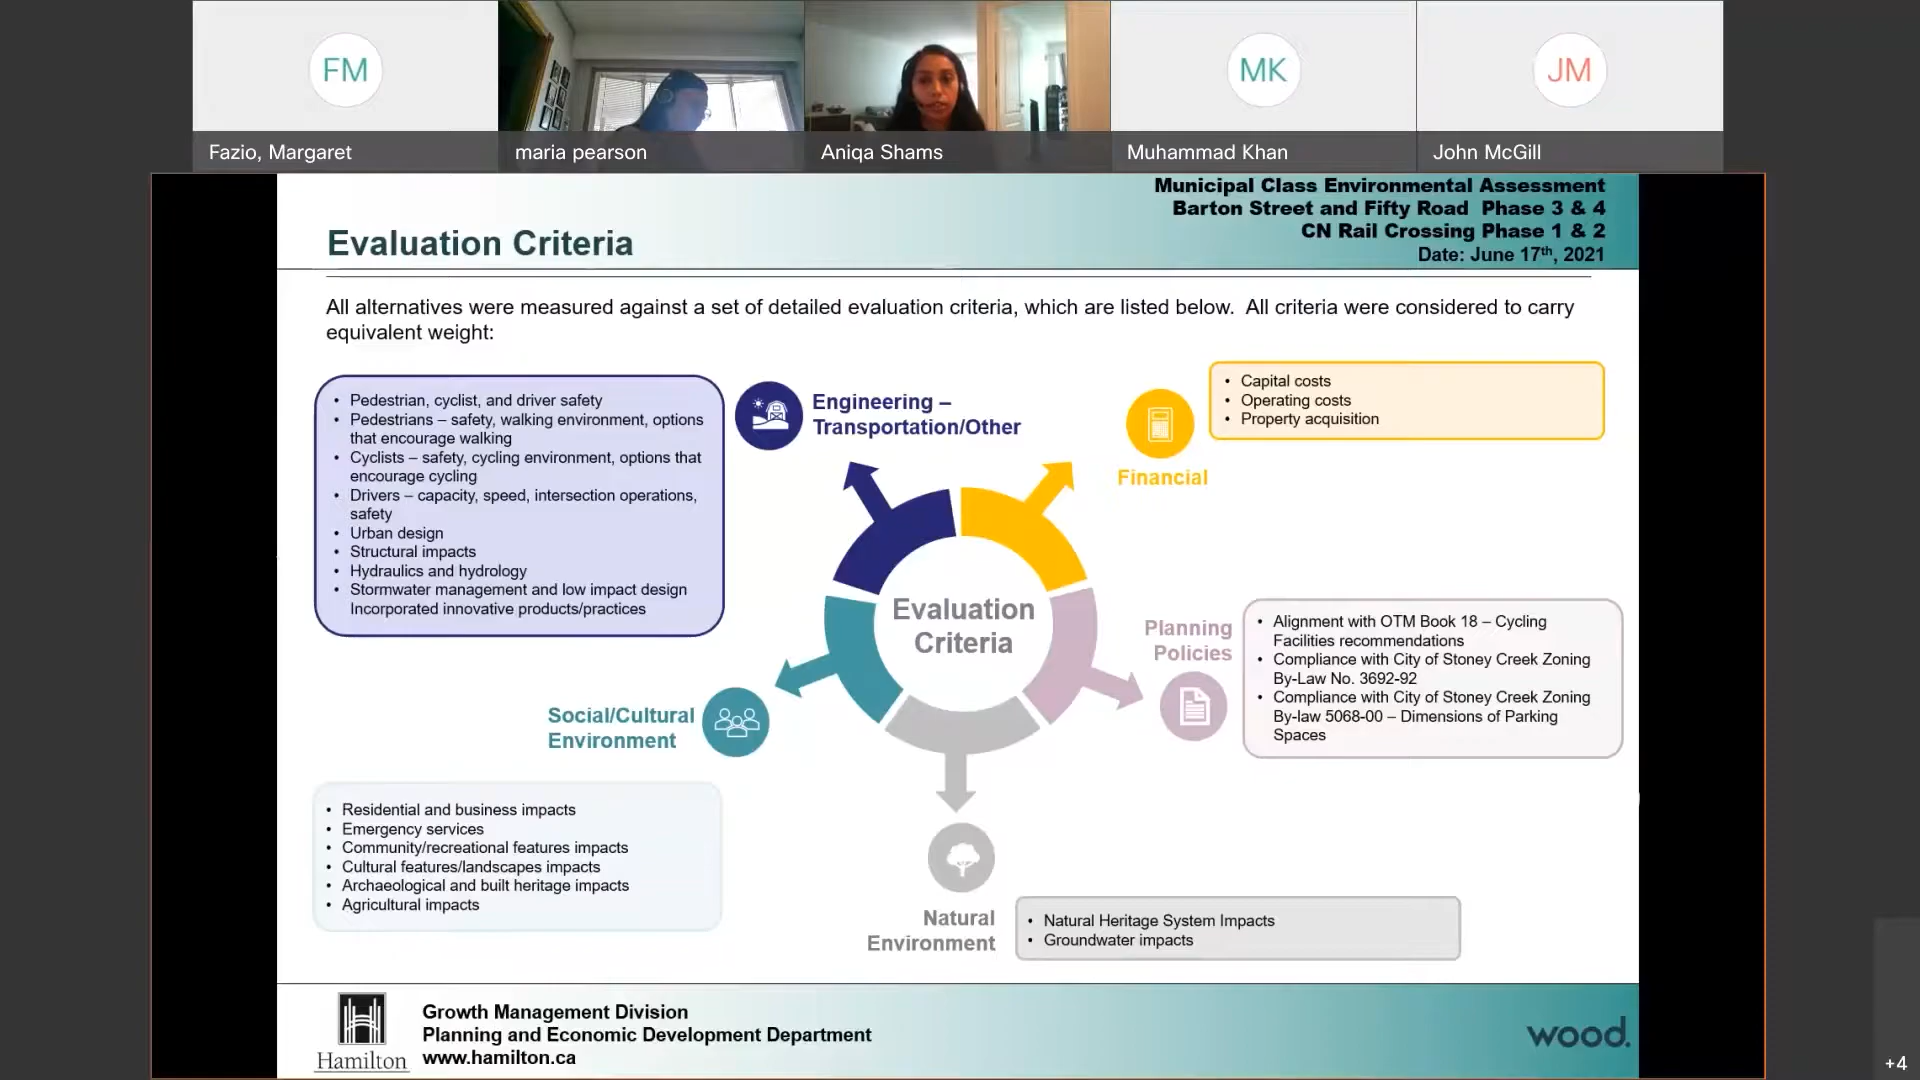 FM
MK
JM
Fazio, Margaret
maria pearson
Aniqa Shams
Muhammad Khan
John McGill
Municipal Class Environmental Assessment
Barton Street and Fifty Road Phase 3 & 4
CN Rail Crossing Phase 1 & 2
Date: June 17th, 2021
Evaluation Criteria
All alternatives were measured against a set of detailed evaluation criteria, which are listed below. All criteria were considered to carry
equivalent weight:
• Pedestrian, cyclist, and driver safety
• Pedestrians – safety, walking environment, options
that encourage walking
• Cyclists – safety, cycling environment, options that
encourage cycling
• Drivers – capacity, speed, intersection operations,
safety
• Urban design
• Structural impacts
• Hydraulics and hydrology
• Stormwater management and low impact design
Incorporated innovative products/practices
Engineering –
Transportation/Other
Financial
• Capital costs
• Operating costs
• Property acquisition
Evaluation
Criteria
Planning
Policies
• Alignment with OTM Book 18 – Cycling
Facilities recommendations
• Compliance with City of Stoney Creek Zoning
By-Law No. 3692-92
• Compliance with City of Stoney Creek Zoning
By-law 5068-00 – Dimensions of Parking
Spaces
Social/Cultural
Environment
• Residential and business impacts
• Emergency services
• Community/recreational features impacts
• Cultural features/landscapes impacts
• Archaeological and built heritage impacts
• Agricultural impacts
Natural
Environment
• Natural Heritage System Impacts
• Groundwater impacts
Hamilton
Growth Management Division
Planning and Economic Development Department
www.hamilton.ca
wood.
+4